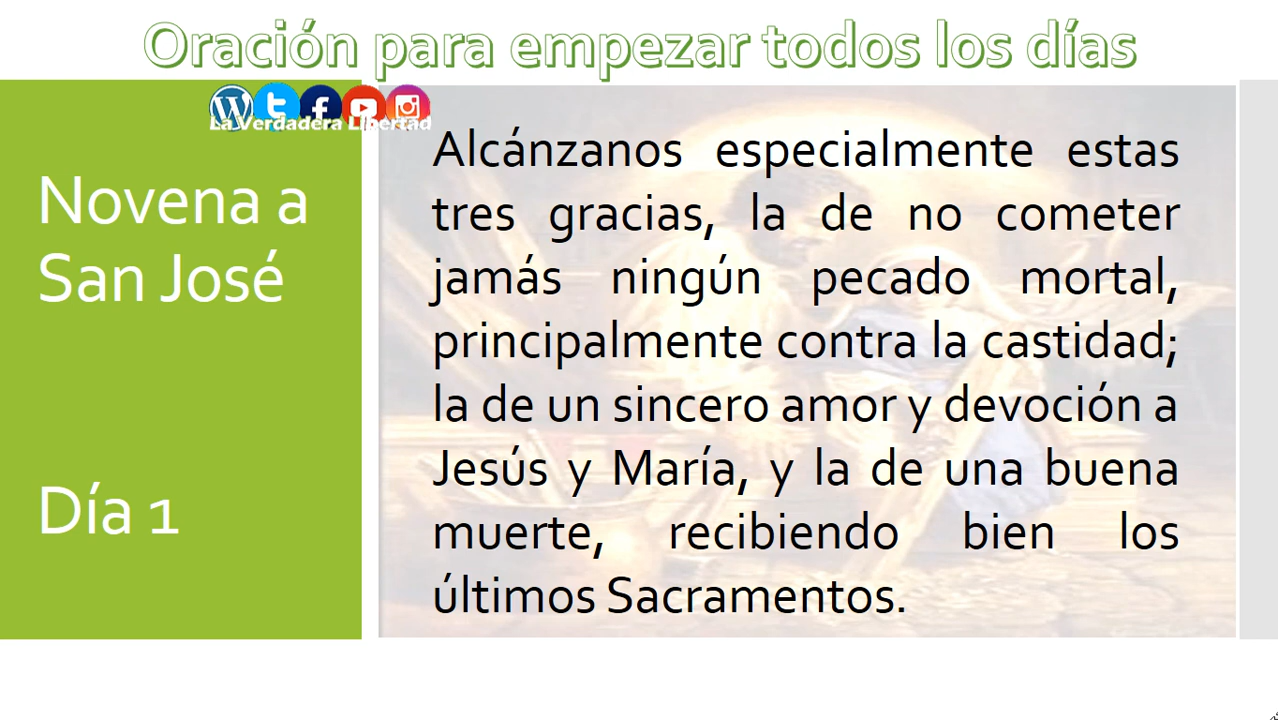 Oración para empezar todos los días
La Verdadera Libertad
Novena a
San José
Día 1
Alcánzanos especialmente estas
tres gracias, la de no cometer
jamás ningún pecado mortal,
principalmente contra la castidad;
la de un sincero amor y devoción a
Jesús y María, y la de una buena
muerte, recibiendo bien los
últimos Sacramentos.